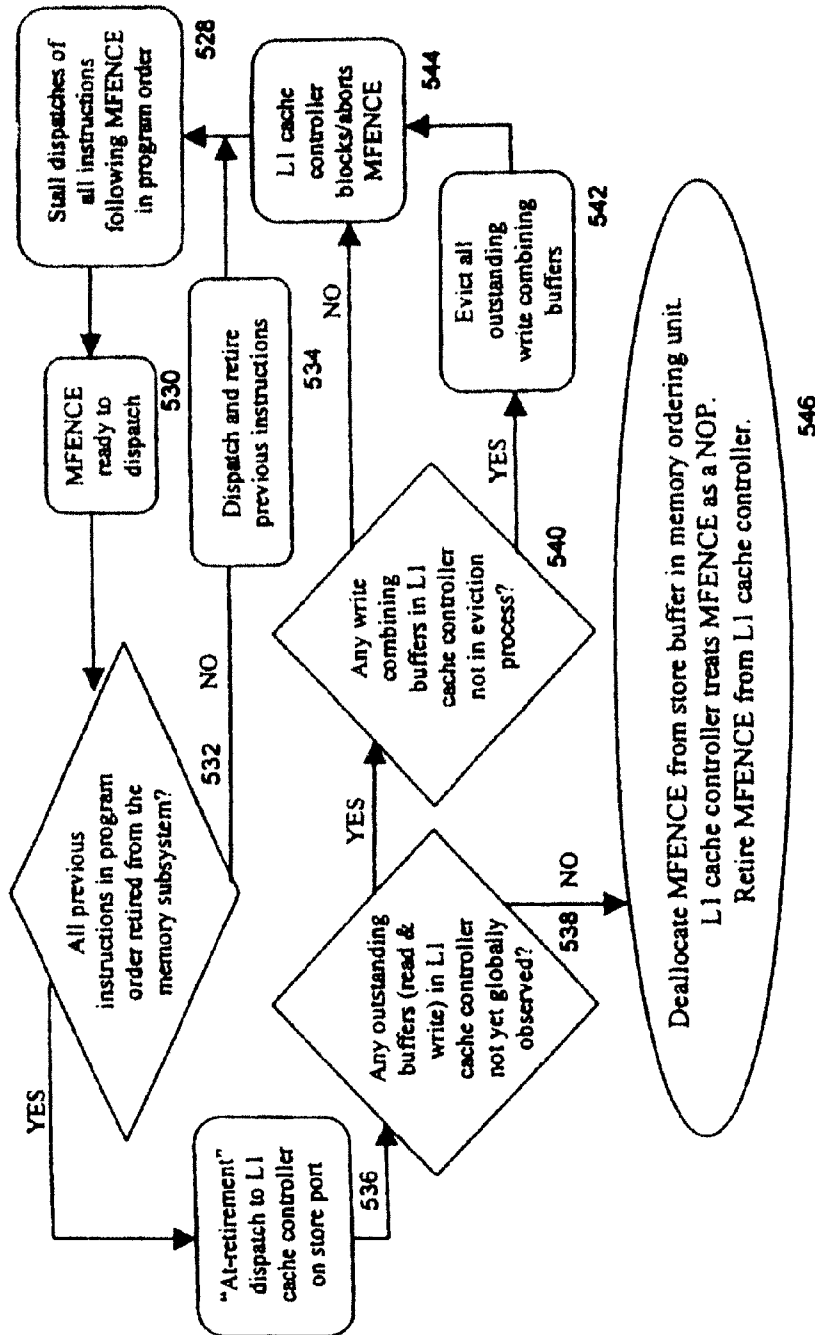 Stall dispatches of
all instructions
following MFENCE
in program order
528
MFENCE
ready to
dispatch
530
All previous
instructions in program
order retired from the
memory subsystem?
532
NO
YES
Dispatch and retire
previous instructions
534
"At-retirement"
dispatch to L1
cache controller
on store port
536
Any outstanding
buffers (read &
write) in L1
cache controller
not yet globally
observed?
538
YES
NO
Any write
combining
buffers in L1
cache controller
not in eviction
process?
540
NO
YES
Evict all
outstanding
write combining
buffers
542
L1 cache
controller
blocks/aborts
MFENCE
544
Deallocate MFENCE from store buffer in memory ordering unit.
L1 cache controller treats MFENCE as a NOP.
Retire MFENCE from L1 cache controller.
546